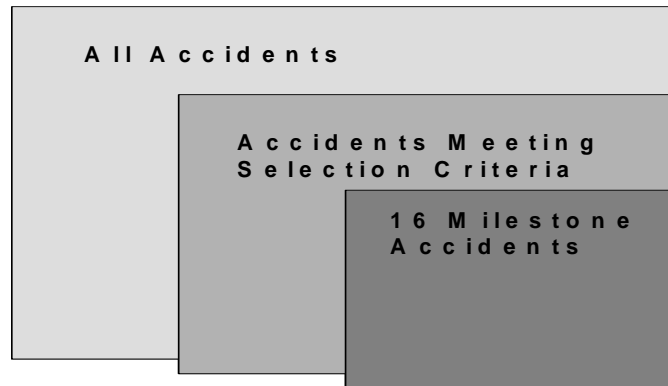 All Accidents
Accidents Meeting
Selection Criteria
16 Milestone
Accidents